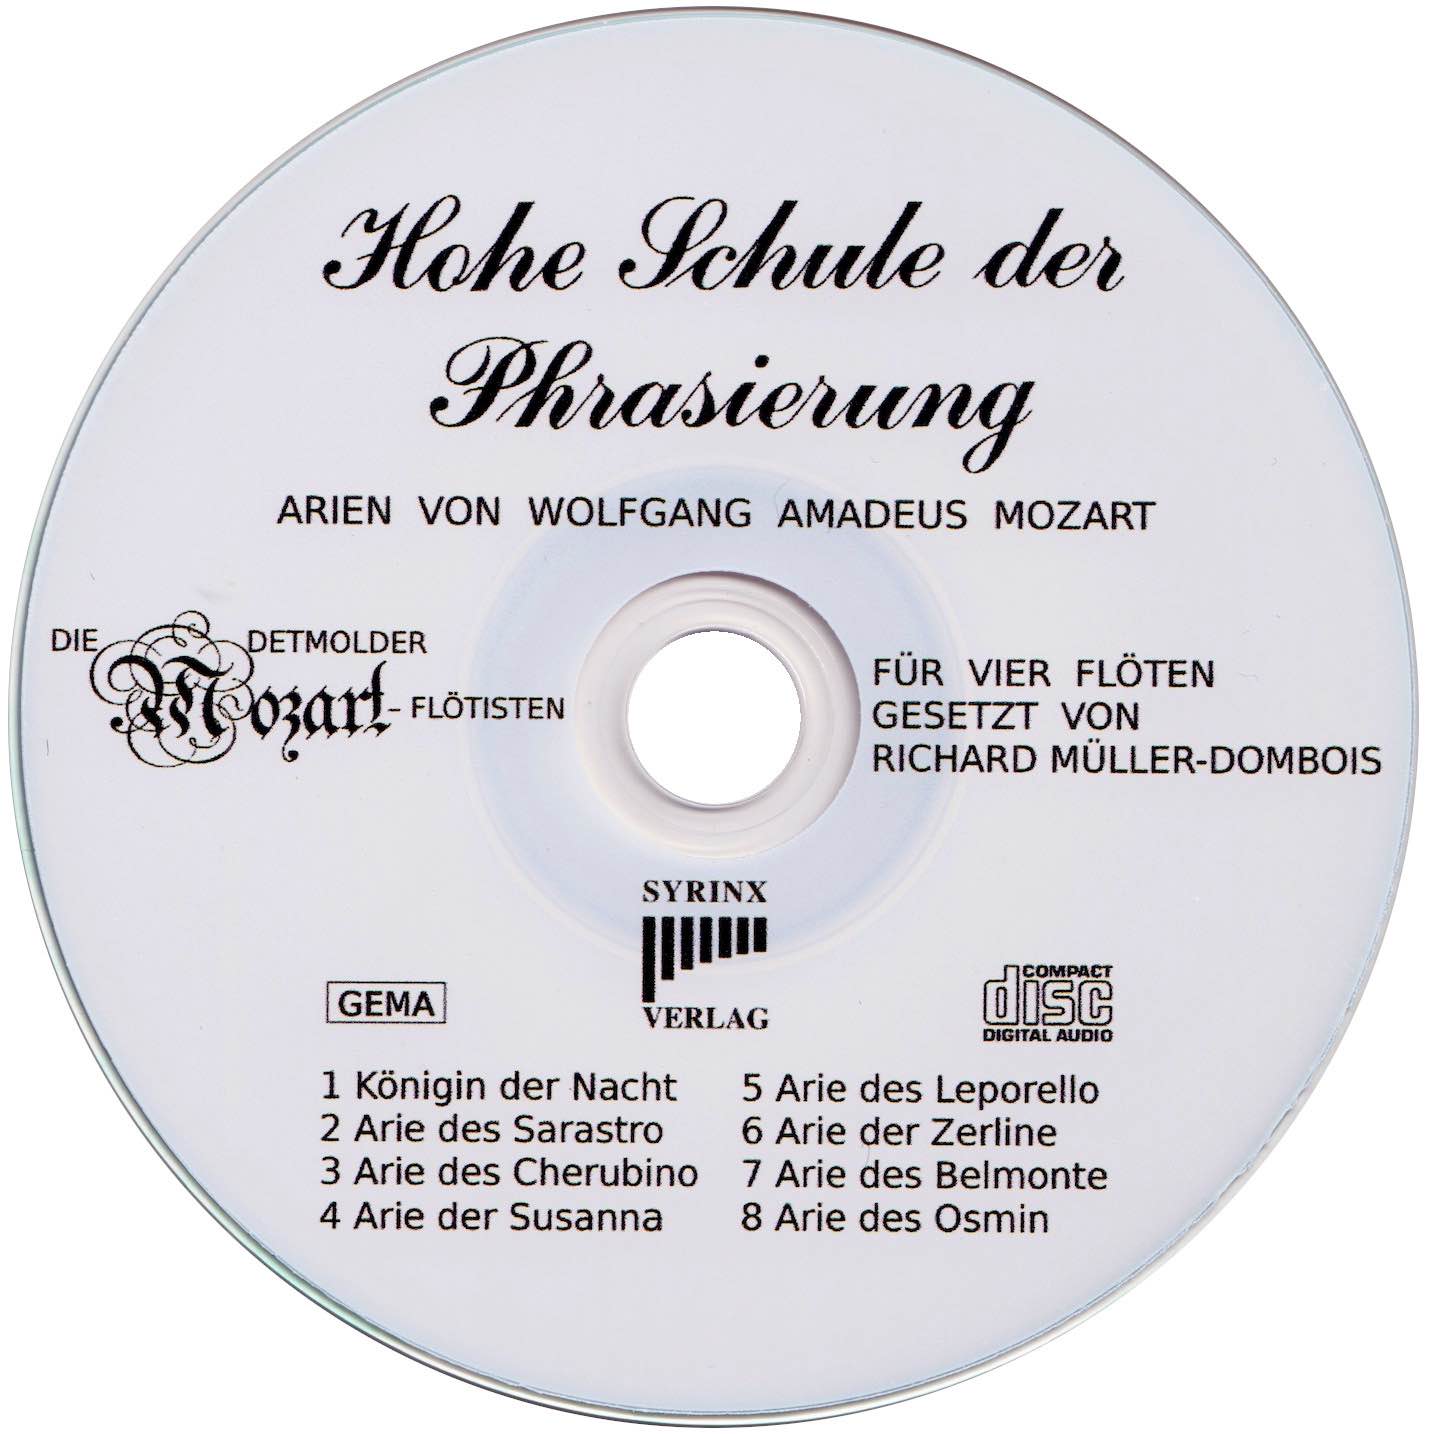 Hohe Schule der
Phrasierung
ARIEN VON WOLFGANG AMADEUS MOZART
DIE DETMOLDER
Mozart-FLÖTISTEN
FÜR VIER FLÖTEN
GESETZT VON
RICHARD MÜLLER-DOMBOIS
SYRINX
VERLAG
GEMA
COMPACT
disc
DIGITAL AUDIO
1 Königin der Nacht
2 Arie des Sarastro
3 Arie des Cherubino
4 Arie der Susanna
5 Arie des Leporello
6 Arie der Zerline
7 Arie des Belmonte
8 Arie des Osmin